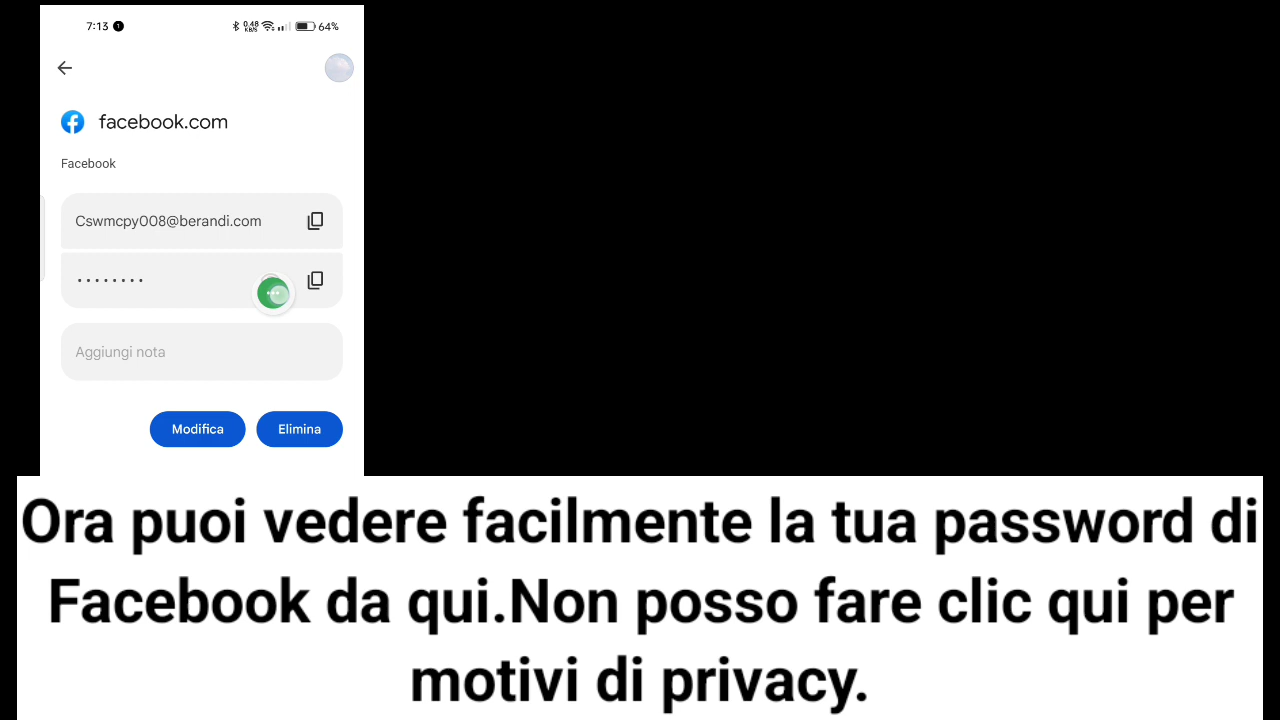 7:13 1 0,48 KB/S 64%
facebook.com
Facebook
Cswmcpy008@berandi.com
••••••••
Aggiungi nota
Modifica Elimina
Ora puoi vedere facilmente la tua password di
Facebook da qui.Non posso fare clic qui per
motivi di privacy.